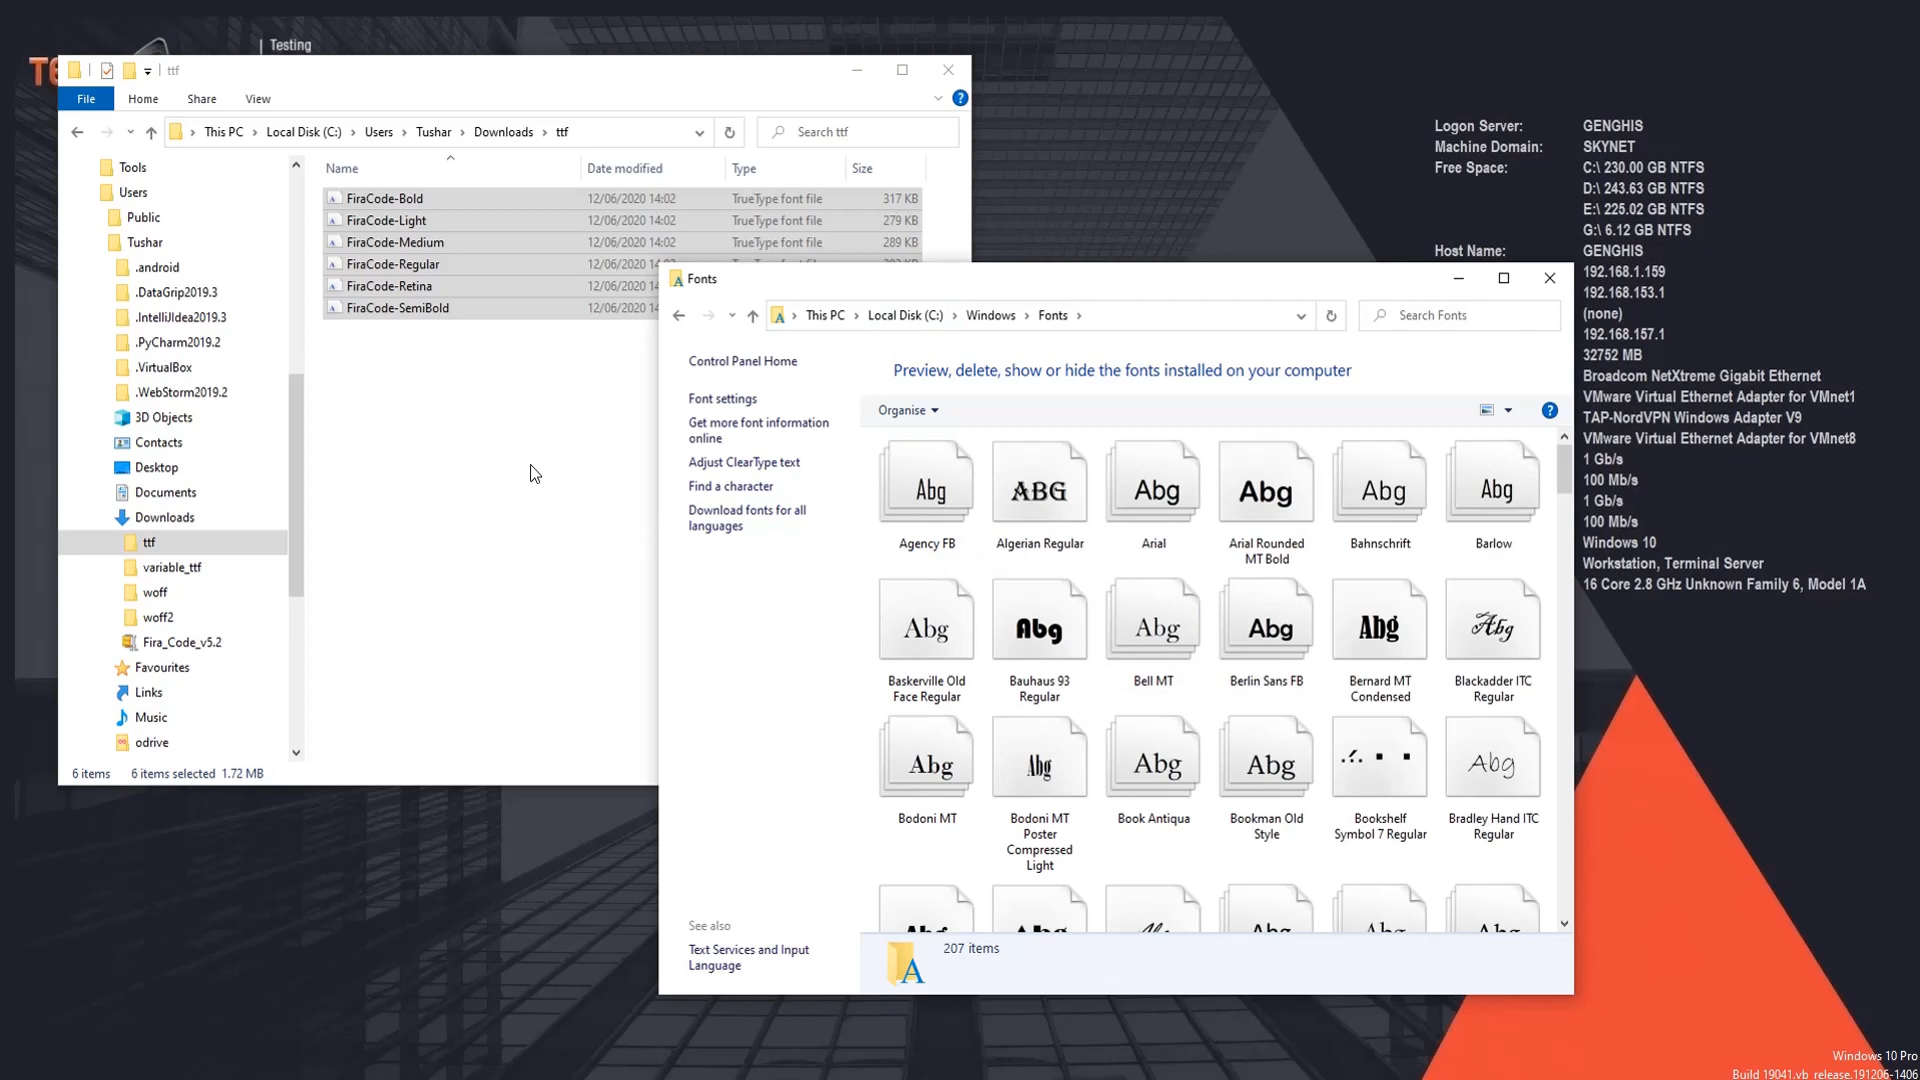 | Testing
ttf
File Home Share View
This PC > Local Disk (C:) > Users > Tushar > Downloads > ttf
Search ttf
Tools
Users
Public
Tushar
.android
.DataGrip2019.3
.IntelliJIdea2019.3
.PyCharm2019.2
.VirtualBox
.WebStorm2019.2
3D Objects
Contacts
Desktop
Documents
Downloads
ttf
variable_ttf
woff
woff2
Fira_Code_v5.2
Favourites
Links
Music
odrive
Name Date modified Type Size
FiraCode-Bold 12/06/2020 14:02 TrueType font file 317 KB
FiraCode-Light 12/06/2020 14:02 TrueType font file 279 KB
FiraCode-Medium 12/06/2020 14:02 TrueType font file 289 KB
FiraCode-Regular
FiraCode-Retina 12/06/2020
FiraCode-SemiBold 12/06/2020
6 items 6 items selected 1.72 MB
Fonts
This PC > Local Disk (C:) > Windows > Fonts >
Search Fonts
Control Panel Home
Font settings
Get more font information
online
Adjust ClearType text
Find a character
Download fonts for all
languages
See also
Text Services and Input
Language
Preview, delete, show or hide the fonts installed on your computer
Organise
Abg ABG Abg Abg Abg Abg
Agency FB
Algerian Regular
Arial
Arial Rounded
MT Bold
Bahnschrift
Barlow
Abg Abg Abg Abg Abg Abg
Baskerville Old
Face Regular
Bauhaus 93
Regular
Bell MT
Berlin Sans FB
Bernard MT
Condensed
Blackadder ITC
Regular
Abg Abg Abg Abg Abg
Bodoni MT
Bodoni MT
Poster
Compressed
Light
Book Antiqua
Bookman Old
Style
Bookshelf
Symbol 7 Regular
Bradley Hand ITC
Regular
207 items
Logon Server: GENGHIS
Machine Domain: SKYNET
Free Space: C:\ 230.00 GB NTFS
D:\ 243.63 GB NTFS
E:\ 225.02 GB NTFS
G:\ 6.12 GB NTFS
Host Name: GENGHIS
192.168.1.159
192.168.153.1
(none)
192.168.157.1
32752 MB
Broadcom NetXtreme Gigabit Ethernet
VMware Virtual Ethernet Adapter for VMnet1
TAP-NordVPN Windows Adapter V9
VMware Virtual Ethernet Adapter for VMnet8
1 Gb/s
100 Mb/s
1 Gb/s
100 Mb/s
Windows 10
Workstation, Terminal Server
16 Core 2.8 GHz Unknown Family 6, Model 1A
Windows 10 Pro
Build 19041.vb_release.191206-1406